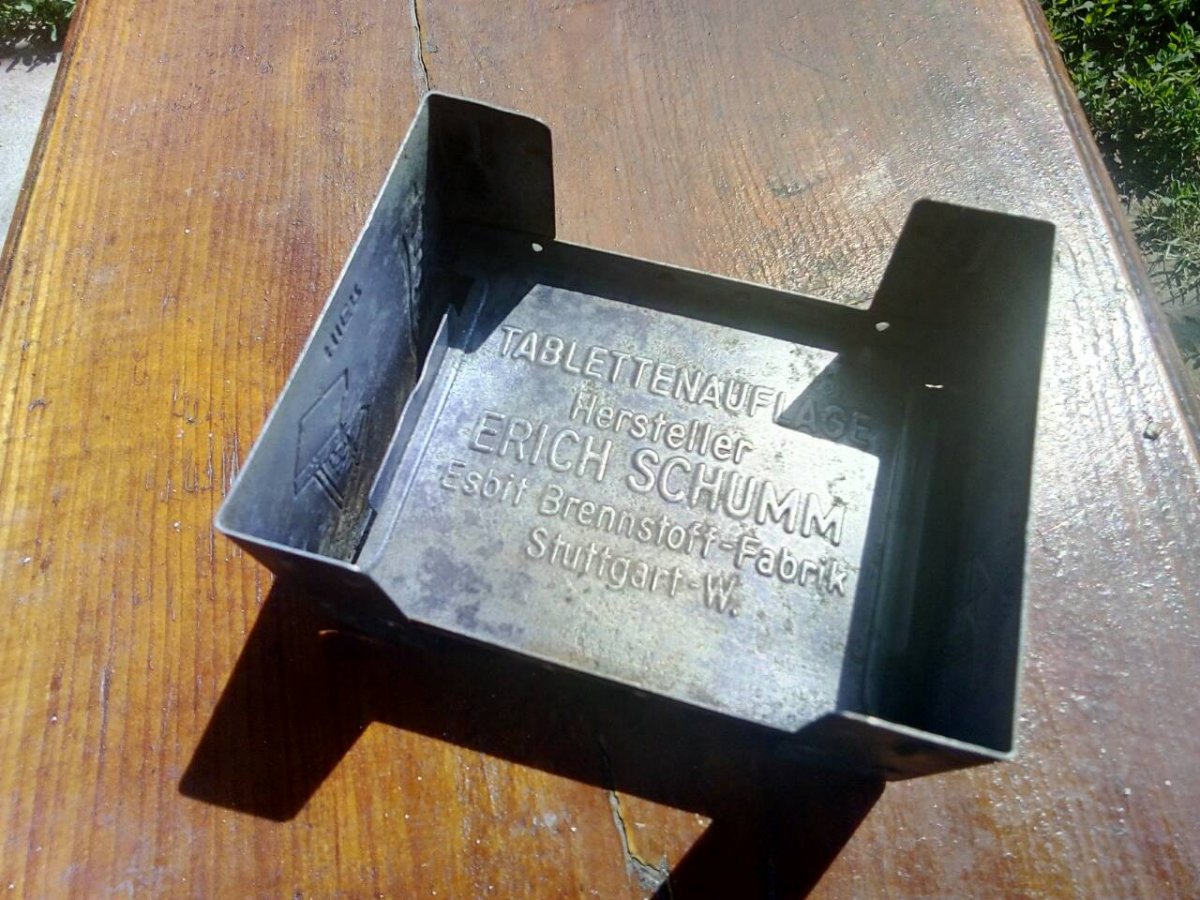 TABLETTENAUFLAGE
Hersteller
ERICH SCHUMM
Esbit Brennstoff-Fabrik
Stuttgart-W.